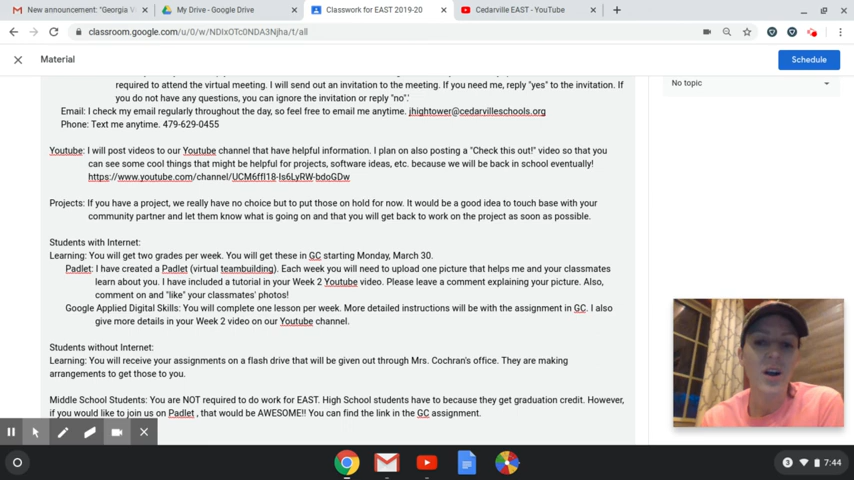 New announcement: "Georgia V
My Drive - Google Drive
Classwork for EAST 2019-20
Cedarville EAST - YouTube
classroom.google.com/u/0/w/NDIxOTc0NDA3Njha/t/all
Material
Schedule
No topic
required to attend the virtual meeting. I will send out an invitation to the meeting. If you need me, reply "yes" to the invitation. If
you do not have any questions, you can ignore the invitation or reply "no".'
Email: I check my email regularly throughout the day, so feel free to email me anytime. jhightower@cedarvilleschools.org
Phone: Text me anytime. 479-629-0455
Youtube: I will post videos to our Youtube channel that have helpful information. I plan on also posting a "Check this out!" video so that you
can see some cool things that might be helpful for projects, software ideas, etc. because we will be back in school eventually!
https://www.youtube.com/channel/UCM6ffI18-Is6LyRW-bdoGDw
Projects: If you have a project, we really have no choice but to put those on hold for now. It would be a good idea to touch base with your
community partner and let them know what is going on and that you will get back to work on the project as soon as possible.
Students with Internet:
Learning: You will get two grades per week. You will get these in GC starting Monday, March 30.
Padlet: I have created a Padlet (virtual teambuilding). Each week you will need to upload one picture that helps me and your classmates
learn about you. I have included a tutorial in your Week 2 Youtube video. Please leave a comment explaining your picture. Also,
comment on and "like" your classmates' photos!
Google Applied Digital Skills: You will complete one lesson per week. More detailed instructions will be with the assignment in GC. I also
give more details in your Week 2 video on our Youtube channel.
Students without Internet:
Learning: You will receive your assignments on a flash drive that will be given out through Mrs. Cochran's office. They are making
arrangements to get those to you.
Middle School Students: You are NOT required to do work for EAST. High School students have to because they get graduation credit. However,
if you would like to join us on Padlet , that would be AWESOME!! You can find the link in the GC assignment.
3
7:44